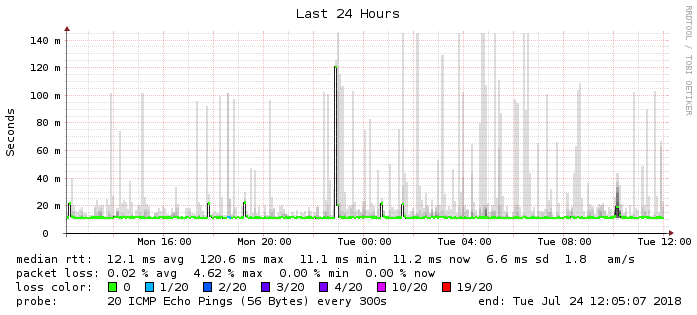 Last 24 Hours
RRDTOOL / TOBI OETIKER
Seconds
140 m
120 m
100 m
80 m
60 m
40 m
20 m
0
Mon 16:00 Mon 20:00 Tue 00:00 Tue 04:00 Tue 08:00 Tue 12:00
median rtt: 12.1 ms avg 120.6 ms max 11.1 ms min 11.2 ms now 6.6 ms sd 1.8 am/s
packet loss: 0.02 % avg 4.62 % max 0.00 % min 0.00 % now
loss color: 0 1/20 2/20 3/20 4/20 10/20 19/20
probe: 20 ICMP Echo Pings (56 Bytes) every 300s end: Tue Jul 24 12:05:07 2018